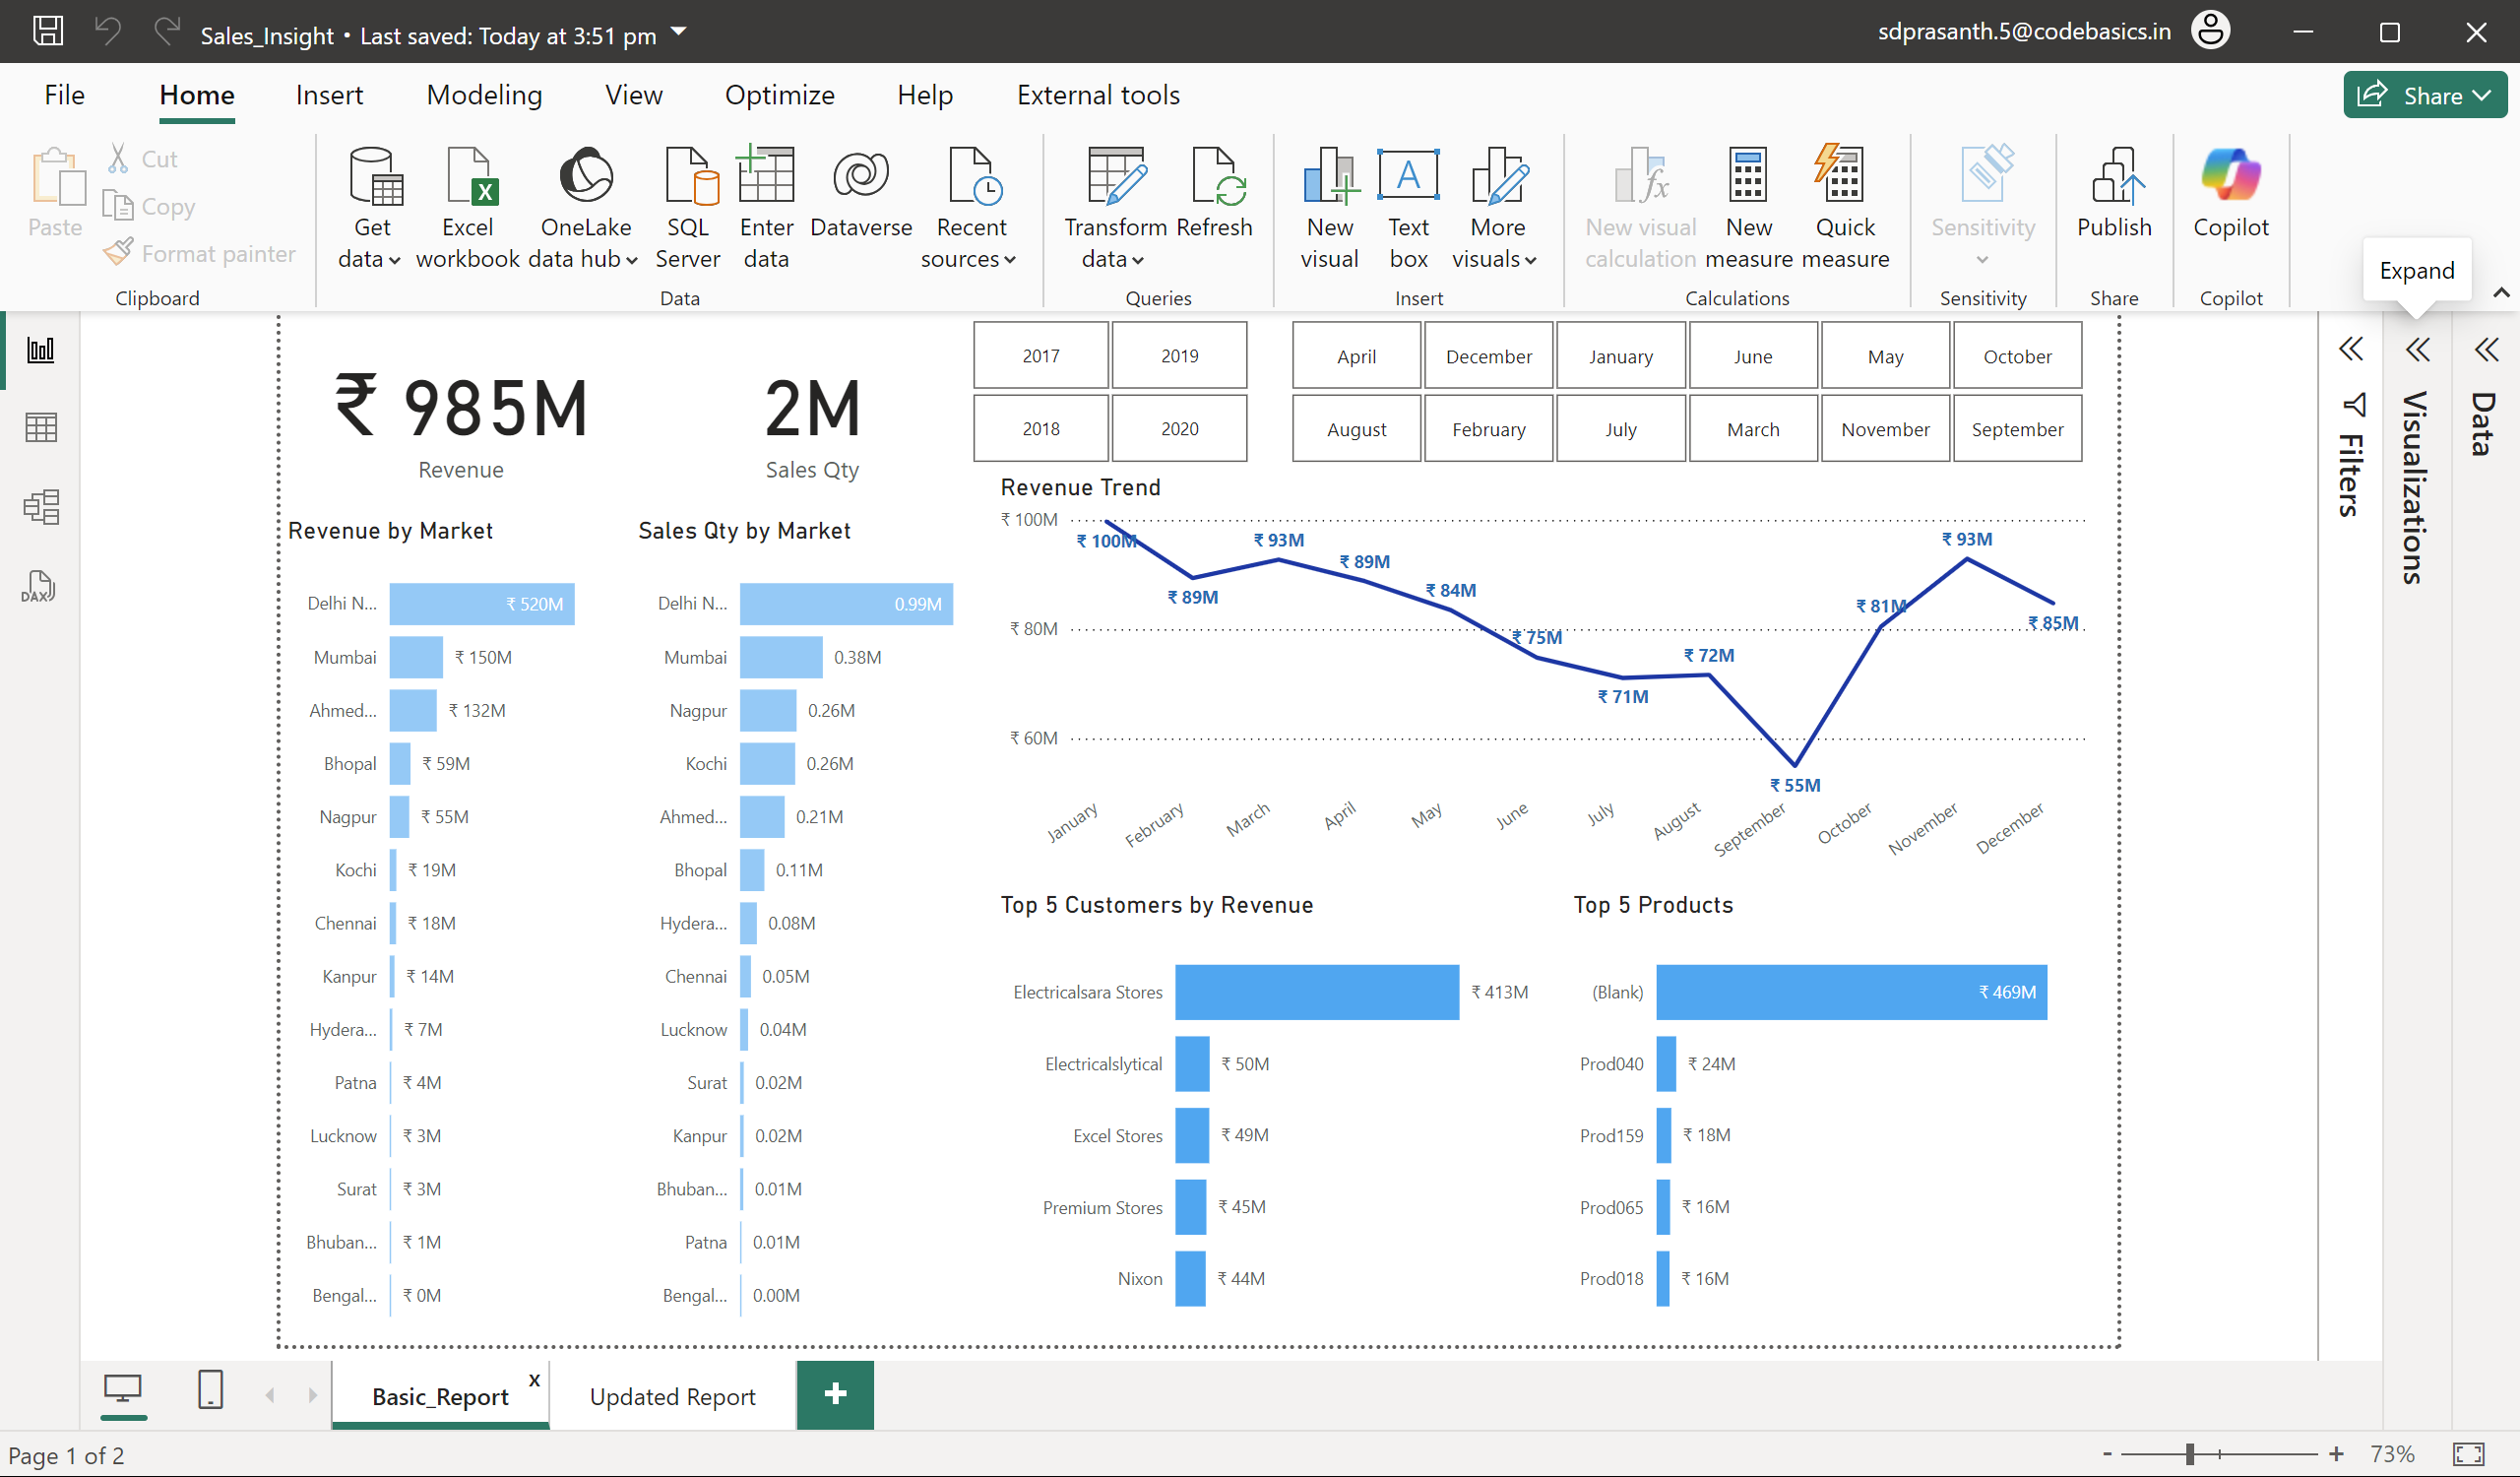 Sales_Insight • Last saved: Today at 3:51 pm
sdprasanth.5@codebasics.in
File Home Insert Modeling View Optimize Help External tools
Share
Paste
Cut
Copy
Format painter
Clipboard
Get data
Excel workbook
OneLake data hub
SQL Server
Enter data
Dataverse
Recent sources
Data
Transform data
Refresh
Queries
New visual
Text box
More visuals
Insert
New visual calculation
New measure
Quick measure
Calculations
Sensitivity
Sensitivity
Publish
Share
Copilot
Copilot
Expand
₹ 985M
Revenue
2M
Sales Qty
2017 2019
2018 2020
April December January June May October
August February July March November September
Revenue by Market
Delhi N... ₹ 520M
Mumbai ₹ 150M
Ahmed... ₹ 132M
Bhopal ₹ 59M
Nagpur ₹ 55M
Kochi ₹ 19M
Chennai ₹ 18M
Kanpur ₹ 14M
Hydera... ₹ 7M
Patna ₹ 4M
Lucknow ₹ 3M
Surat ₹ 3M
Bhuban... ₹ 1M
Bengal... ₹ 0M
Sales Qty by Market
Delhi N... 0.99M
Mumbai 0.38M
Nagpur 0.26M
Kochi 0.26M
Ahmed... 0.21M
Bhopal 0.11M
Hydera... 0.08M
Chennai 0.05M
Lucknow 0.04M
Surat 0.02M
Kanpur 0.02M
Bhuban... 0.01M
Patna 0.01M
Bengal... 0.00M
Revenue Trend
₹ 100M
₹ 80M
₹ 60M
₹ 100M
₹ 89M
₹ 93M
₹ 89M
₹ 84M
₹ 75M
₹ 71M
₹ 72M
₹ 55M
₹ 81M
₹ 93M
₹ 85M
January February March April May June July August September October November December
Top 5 Customers by Revenue
Electricalsara Stores ₹ 413M
Electricalslytical ₹ 50M
Excel Stores ₹ 49M
Premium Stores ₹ 45M
Nixon ₹ 44M
Top 5 Products
(Blank) ₹ 469M
Prod040 ₹ 24M
Prod159 ₹ 18M
Prod065 ₹ 16M
Prod018 ₹ 16M
Filters
Visualizations
Data
DAX
Basic_Report x
Updated Report
+
Page 1 of 2
- + 73%